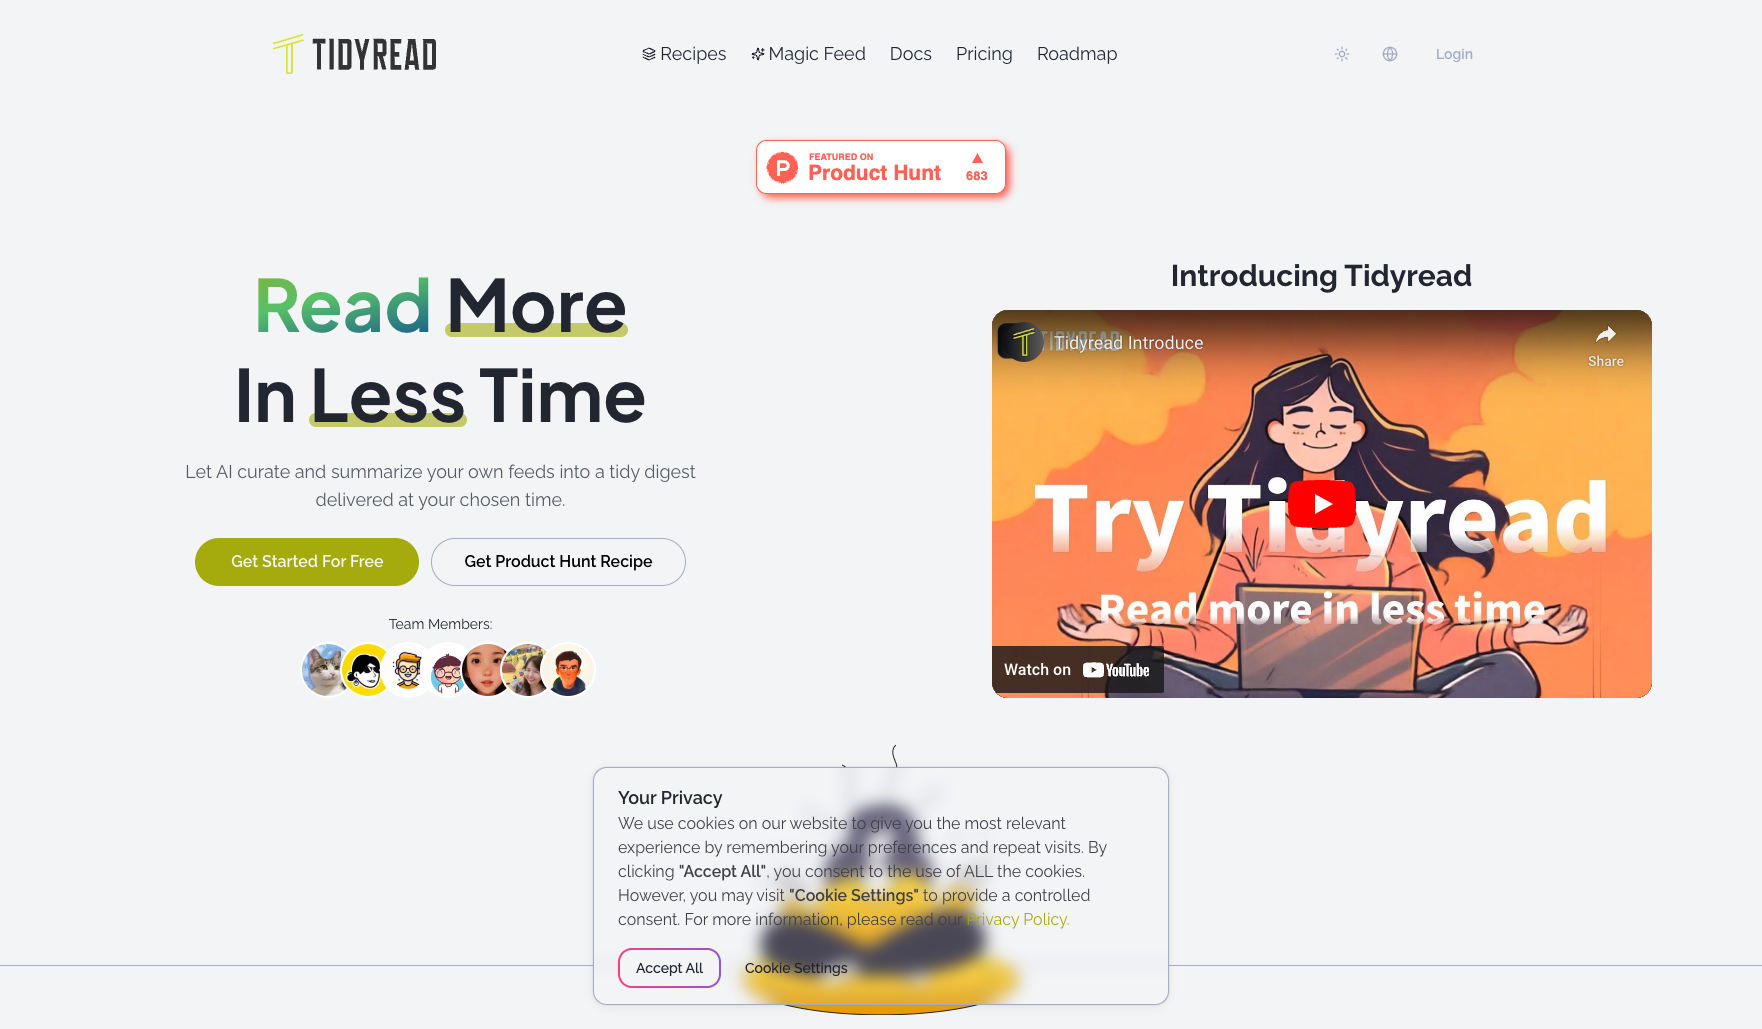 TIDYREAD
Recipes
Magic Feed
Docs
Pricing
Roadmap
Login
FEATURED ON
Product Hunt
683
Read More
In Less Time
Let AI curate and summarize your own feeds into a tidy digest
delivered at your chosen time.
Get Started For Free
Get Product Hunt Recipe
Team Members:
Introducing Tidyread
TIDYREAD
Tidyread Introduce
Share
Try Tidyread
Read more in less time
Watch on YouTube
Your Privacy
We use cookies on our website to give you the most relevant
experience by remembering your preferences and repeat visits. By
clicking "Accept All", you consent to the use of ALL the cookies.
However, you may visit "Cookie Settings" to provide a controlled
consent. For more information, please read our Privacy Policy.
Accept All
Cookie Settings